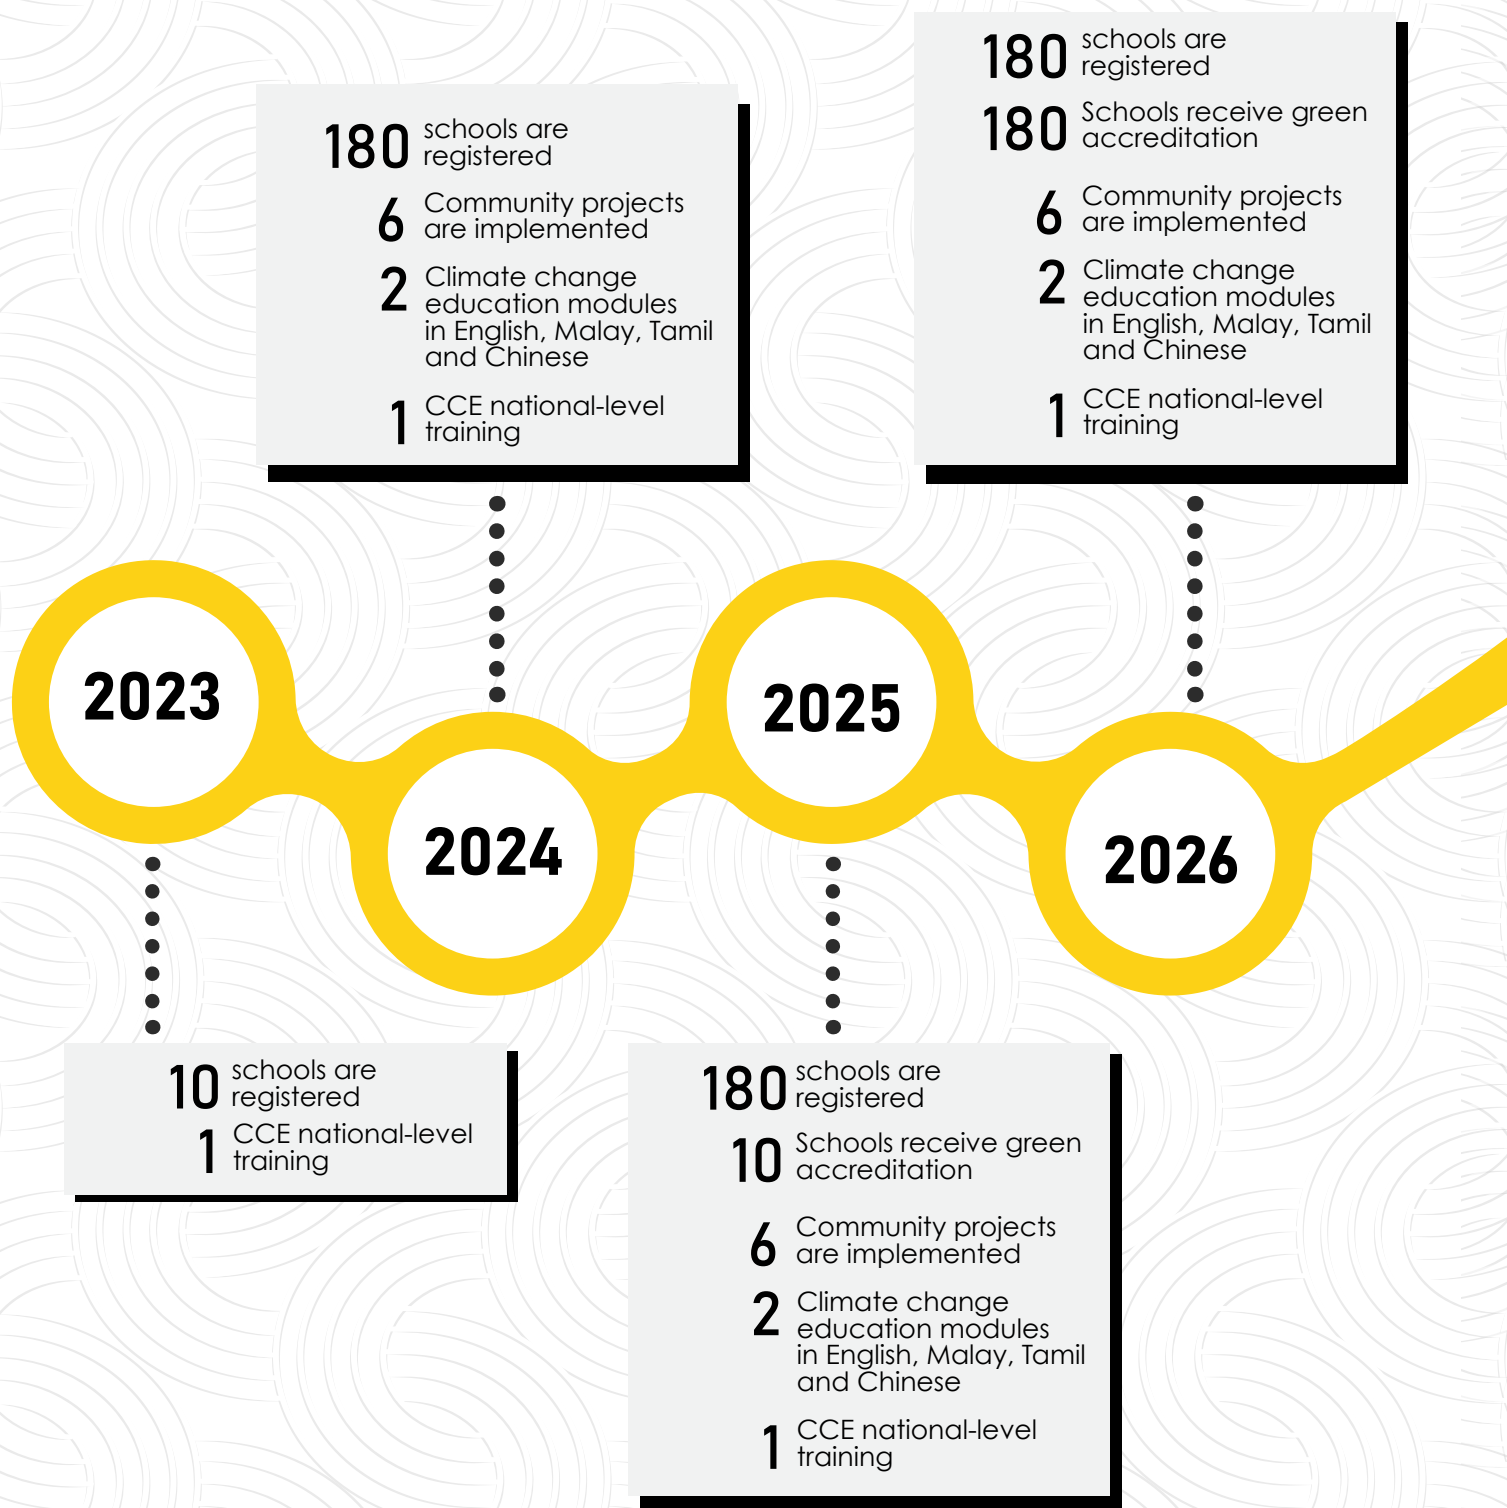 2023
10 schools are
registered
1 CCE national-level
training
2024
180 schools are
registered
6 Community projects
are implemented
2 Climate change
education modules
in English, Malay, Tamil
and Chinese
1 CCE national-level
training
2025
180 schools are
registered
10 Schools receive green
accreditation
6 Community projects
are implemented
2 Climate change
education modules
in English, Malay, Tamil
and Chinese
1 CCE national-level
training
2026
180 schools are
registered
180 Schools receive green
accreditation
6 Community projects
are implemented
2 Climate change
education modules
in English, Malay, Tamil
and Chinese
1 CCE national-level
training